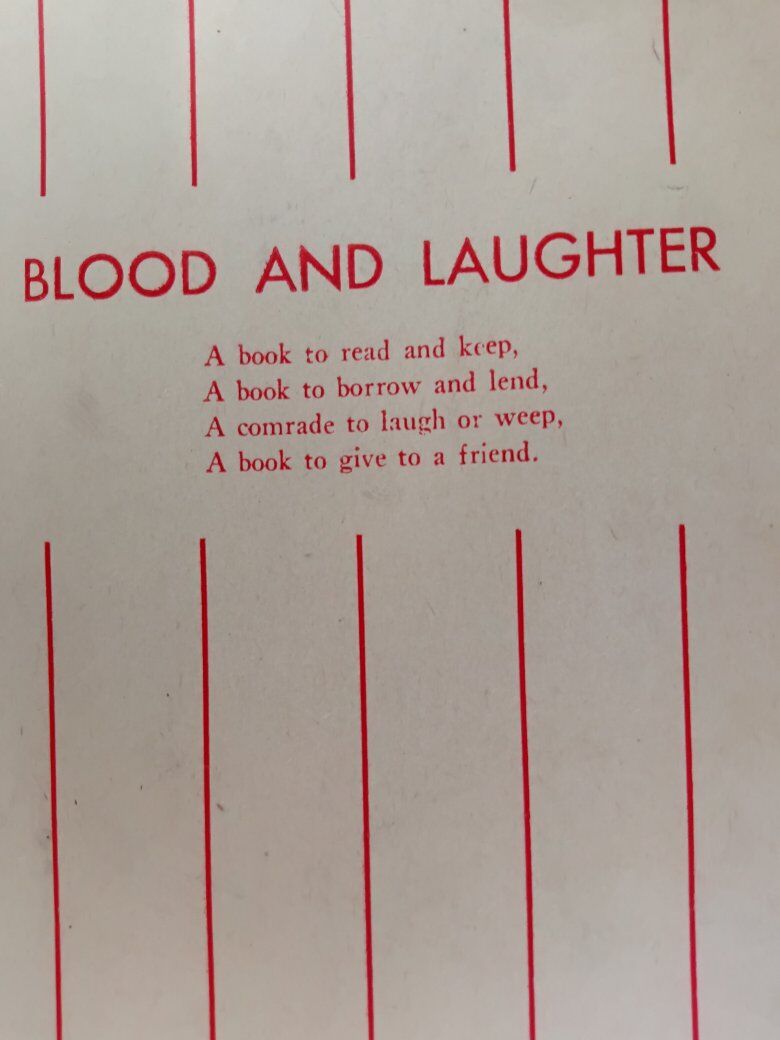 BLOOD AND LAUGHTER
A book to read and keep,
A book to borrow and lend,
A comrade to laugh or weep,
A book to give to a friend.